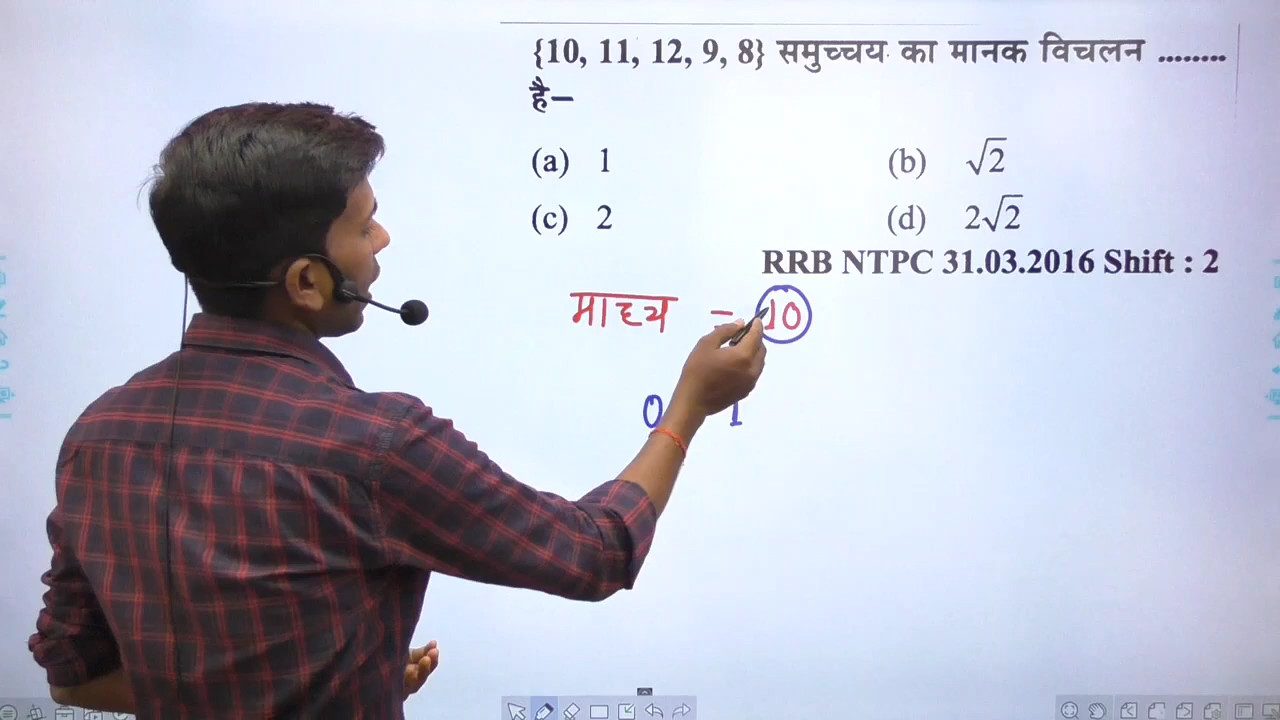 {10, 11, 12, 9, 8} समुच्चय का मानक विचलन ........
है–
(a) 1
(b) √2
(c) 2
(d) 2√2
RRB NTPC 31.03.2016 Shift : 2
माध्य = 10
0 1